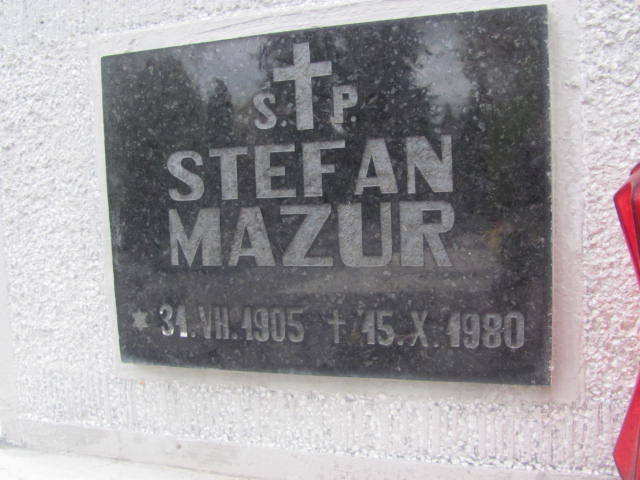 S. P.
STEFAN
MAZUR
* 31.VII.1905 † 15.X.1980